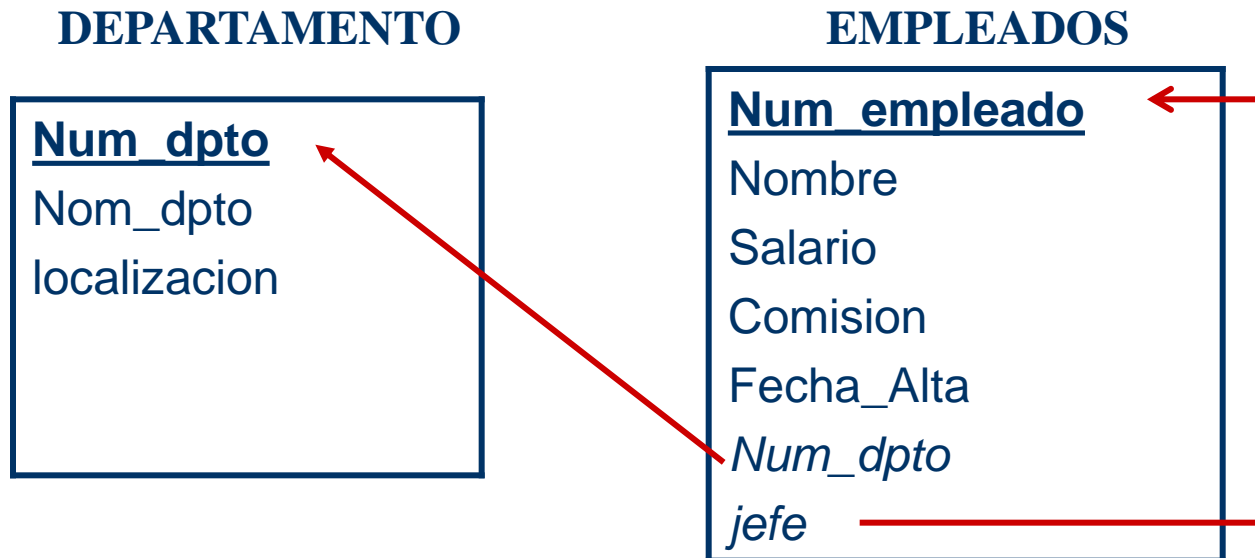 DEPARTAMENTO
Num_dpto
Nom_dpto
localizacion
EMPLEADOS
Num_empleado
Nombre
Salario
Comision
Fecha_Alta
Num_dpto
jefe